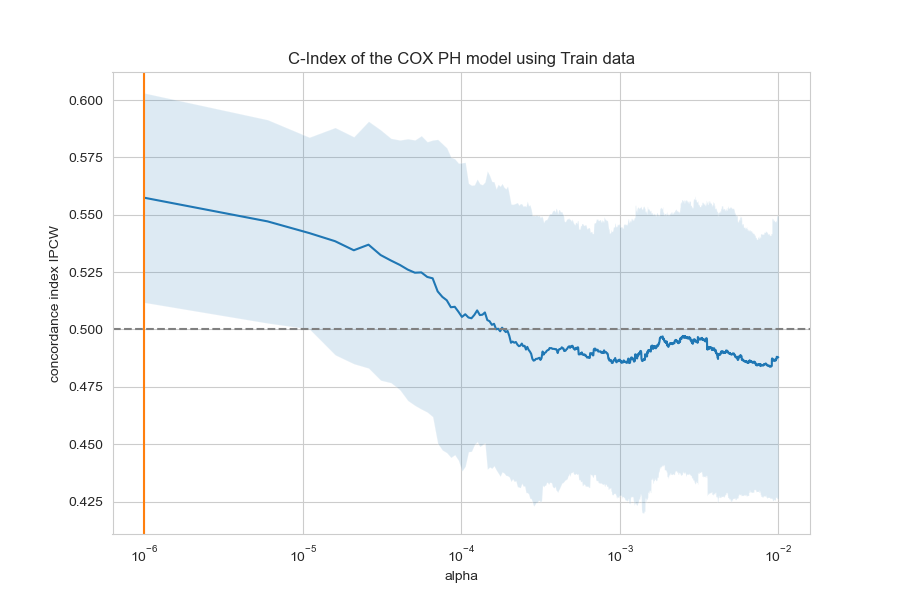 C-Index of the COX PH model using Train data
concordance index IPCW
0.600
0.575
0.550
0.525
0.500
0.475
0.450
0.425
10⁻⁶ 10⁻⁵ 10⁻⁴ 10⁻³ 10⁻²
alpha